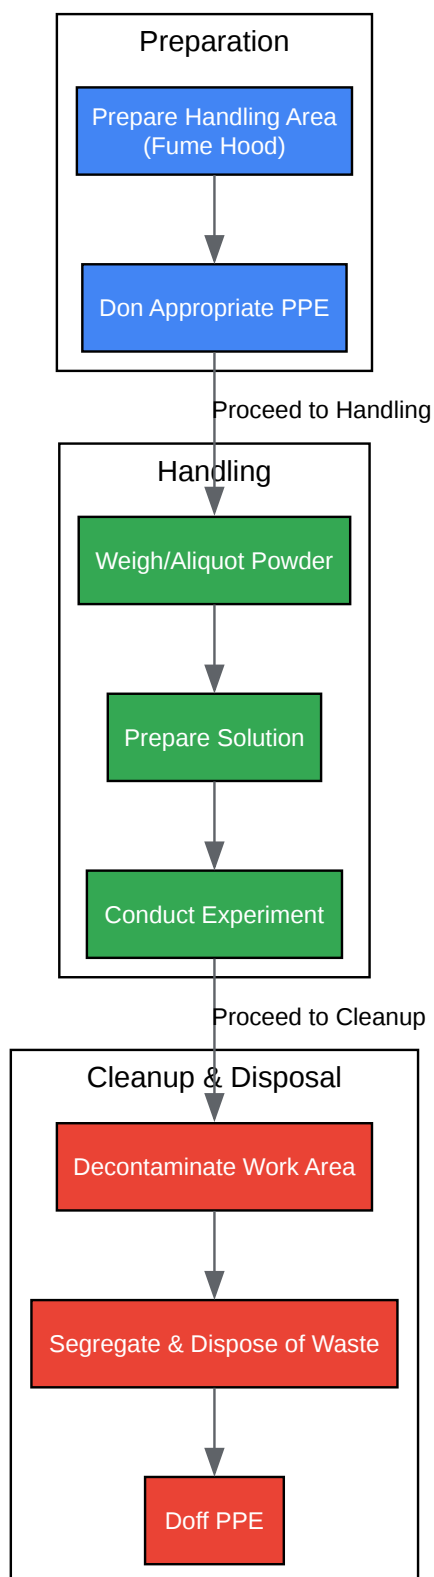 Preparation
Prepare Handling Area
(Fume Hood)
Don Appropriate PPE
Proceed to Handling
Handling
Weigh/Aliquot Powder
Prepare Solution
Conduct Experiment
Proceed to Cleanup
Cleanup & Disposal
Decontaminate Work Area
Segregate & Dispose of Waste
Doff PPE